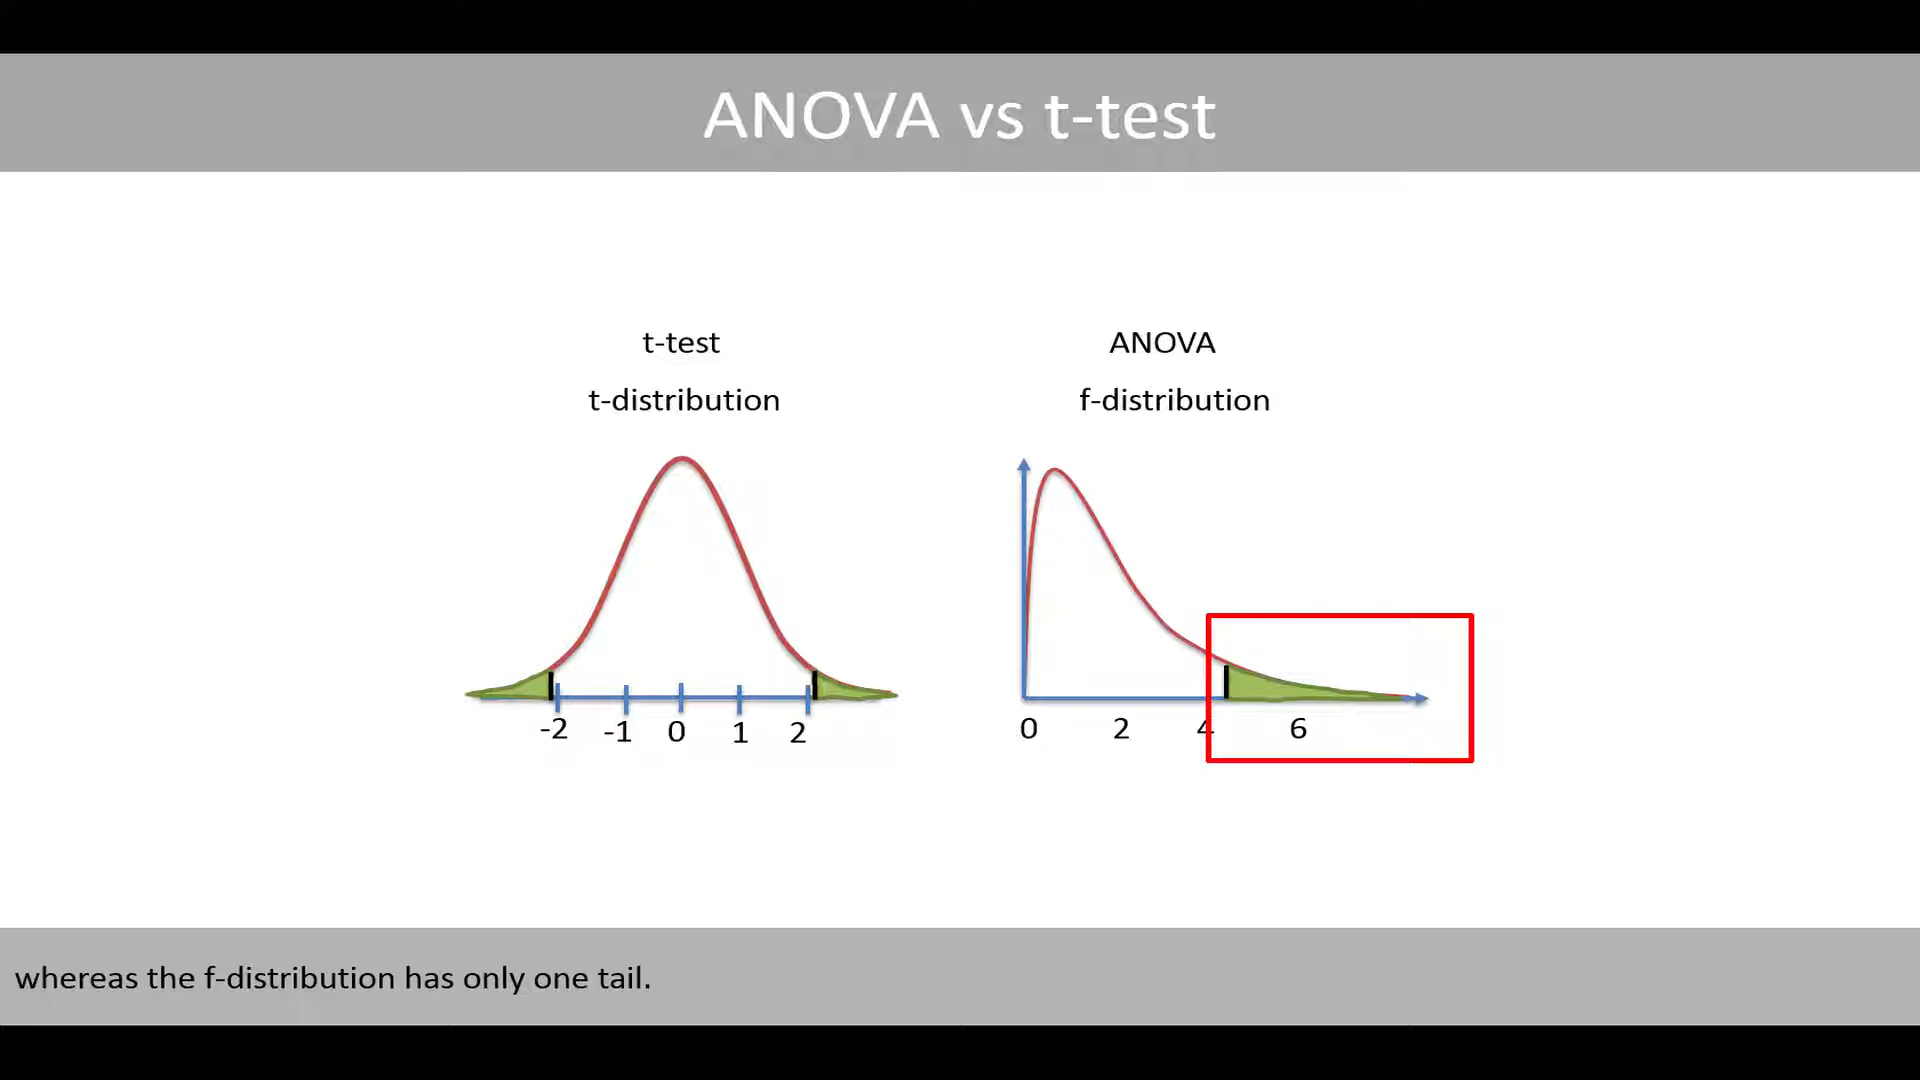 ANOVA vs t-test
t-test
t-distribution
-2 -1 0 1 2
ANOVA
f-distribution
0 2 4 6
whereas the f-distribution has only one tail.